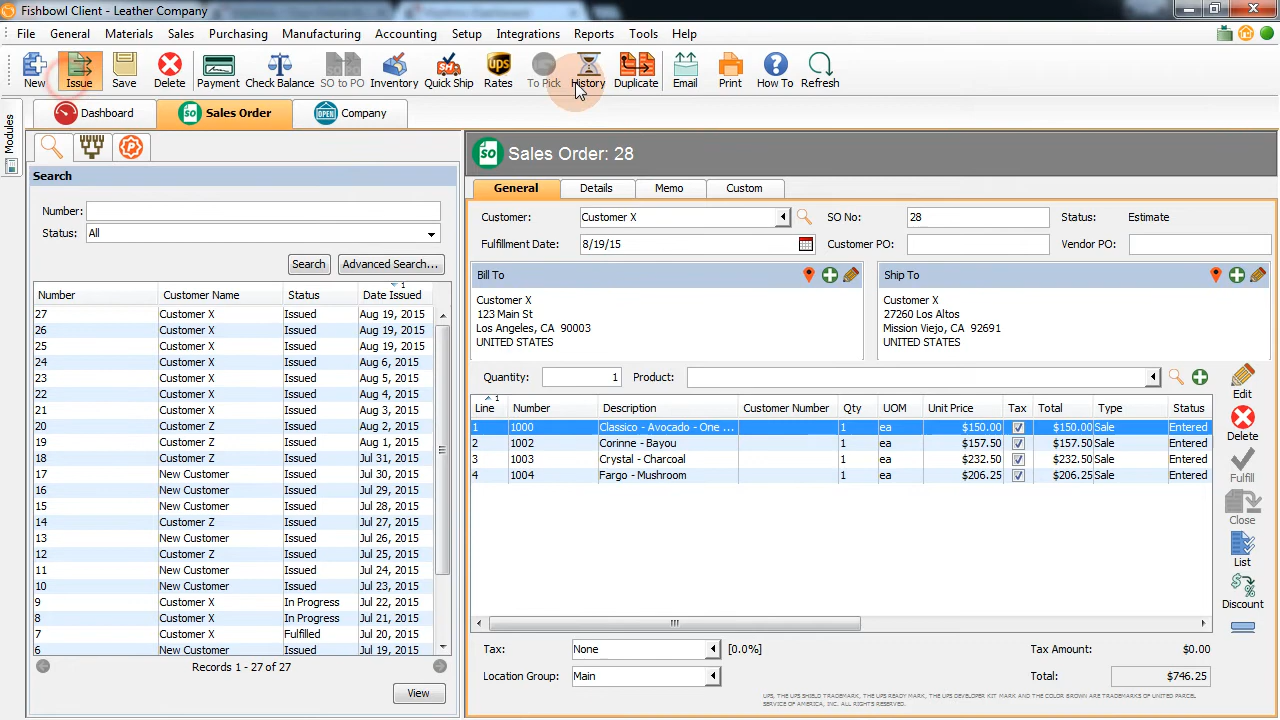 Fishbowl Client - Leather Company
File General Materials Sales Purchasing Manufacturing Accounting Setup Integrations Reports Tools Help
New Issue Save Delete Payment Check Balance SO to PO Inventory Quick Ship Rates To Pick History Duplicate Email Print How To Refresh
Modules
Dashboard Sales Order Company
Search
Number:
Status: All
Search Advanced Search...
Number Customer Name Status Date Issued 1
27 Customer X Issued Aug 19, 2015
26 Customer X Issued Aug 19, 2015
25 Customer X Issued Aug 19, 2015
24 Customer X Issued Aug 6, 2015
23 Customer X Issued Aug 5, 2015
22 Customer X Issued Aug 4, 2015
21 Customer X Issued Aug 3, 2015
20 Customer Z Issued Aug 2, 2015
19 Customer Z Issued Aug 1, 2015
18 Customer Z Issued Jul 31, 2015
17 New Customer Issued Jul 30, 2015
16 New Customer Issued Jul 29, 2015
15 New Customer Issued Jul 28, 2015
14 Customer Z Issued Jul 27, 2015
13 New Customer Issued Jul 26, 2015
12 Customer Z Issued Jul 25, 2015
11 New Customer Issued Jul 24, 2015
10 New Customer Issued Jul 23, 2015
9 Customer X In Progress Jul 22, 2015
8 Customer X In Progress Jul 21, 2015
7 Customer X Fulfilled Jul 20, 2015
6 New Customer Issued Jul 19, 2015
Records 1 - 27 of 27
View
SO Sales Order: 28
General Details Memo Custom
Customer: Customer X SO No: 28 Status: Estimate
Fulfillment Date: 8/19/15 Customer PO: Vendor PO:
Bill To
Customer X
123 Main St
Los Angeles, CA 90003
UNITED STATES
Ship To
Customer X
27260 Los Altos
Mission Viejo, CA 92691
UNITED STATES
Quantity: 1 Product:
Line 1 Number Description Customer Number Qty UOM Unit Price Tax Total Type Status
1 1000 Classico - Avocado - One ... 1 ea $150.00 $150.00 Sale Entered
2 1002 Corinne - Bayou 1 ea $157.50 $157.50 Sale Entered
3 1003 Crystal - Charcoal 1 ea $232.50 $232.50 Sale Entered
4 1004 Fargo - Mushroom 1 ea $206.25 $206.25 Sale Entered
Edit
Delete
Fulfill
Close
List
Discount
Tax: None [0.0%] Tax Amount: $0.00
Location Group: Main Total: $746.25
UPS, THE UPS SHIELD TRADEMARK, THE UPS READY MARK, THE UPS DEVELOPER KIT MARK AND THE COLOR BROWN ARE TRADEMARKS OF UNITED PARCEL
SERVICE OF AMERICA, INC. ALL RIGHTS RESERVED.